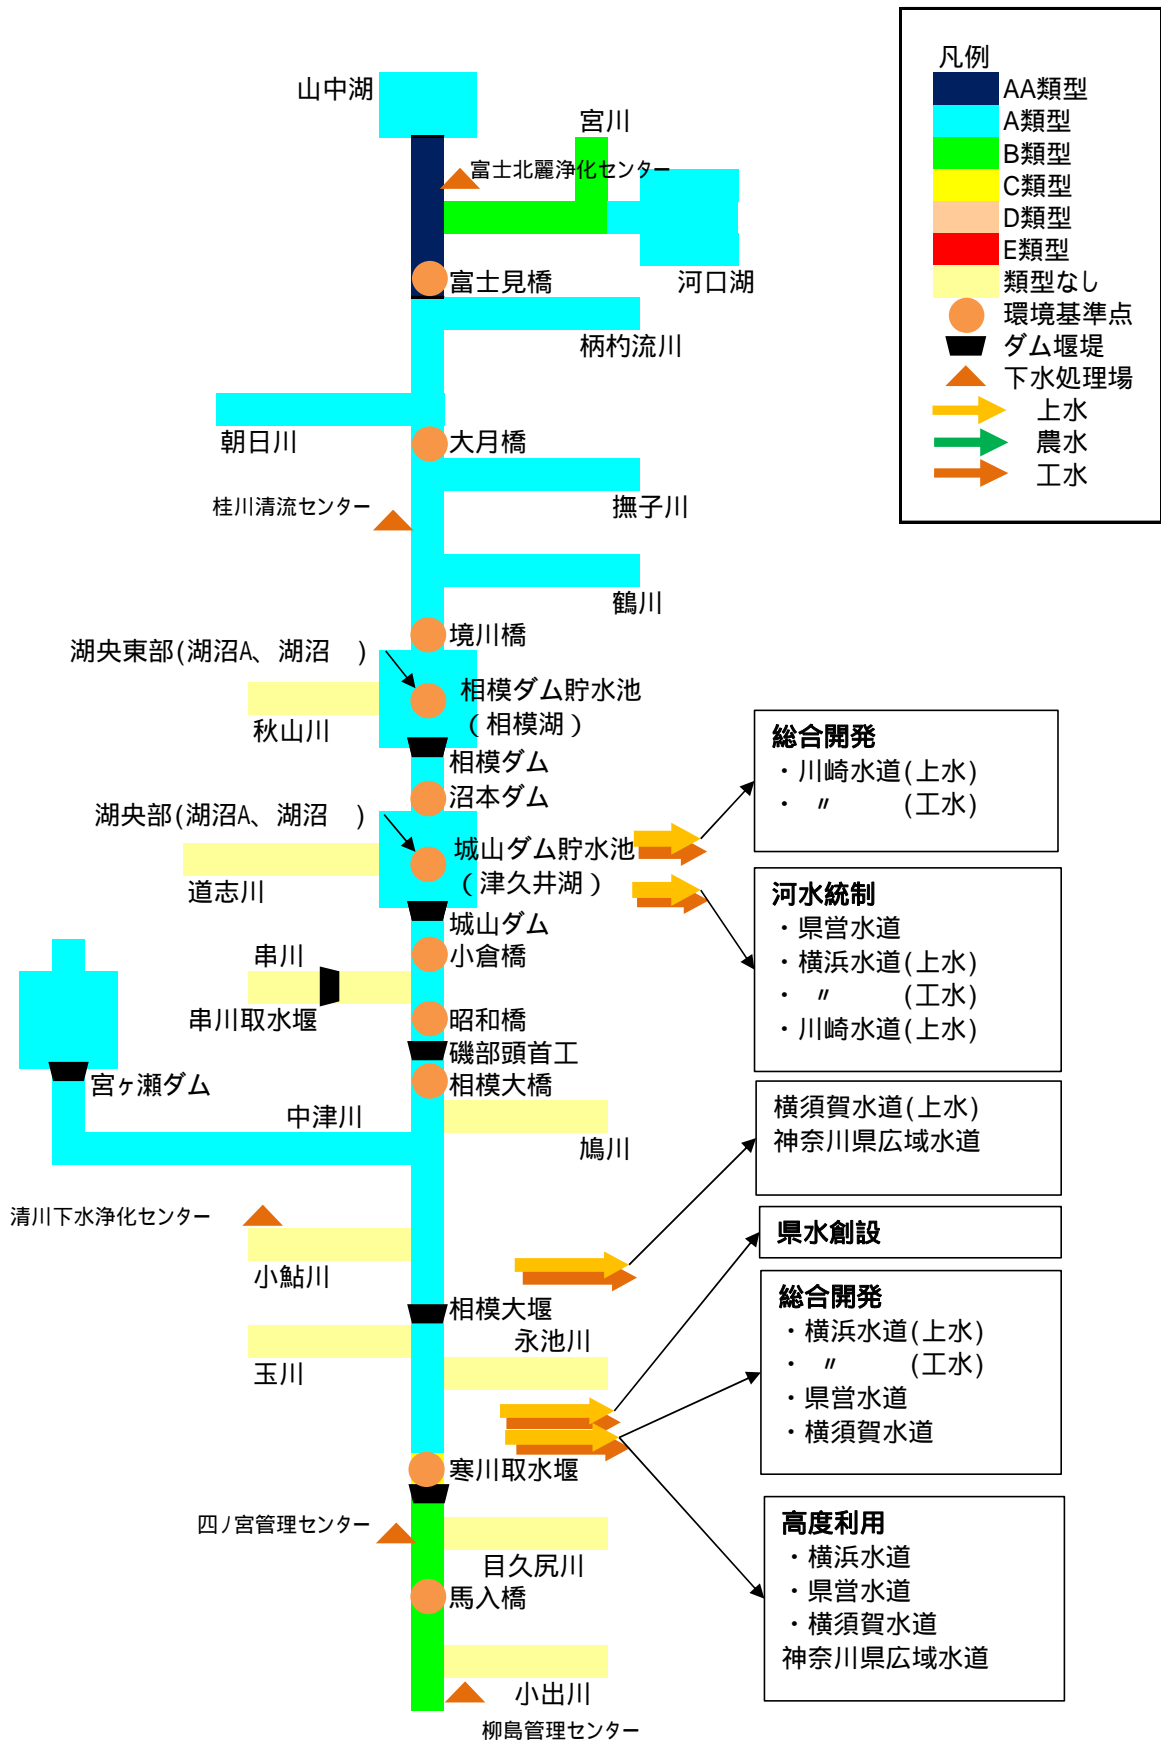 凡例
AA類型
A類型
B類型
C類型
D類型
E類型
類型なし
環境基準点
ダム堰堤
下水処理場
上水
農水
工水
山中湖
宮川
富士北麗浄化センター
河口湖
富士見橋
柄杓流川
朝日川
大月橋
撫子川
桂川清流センター
鶴川
境川橋
湖央東部(湖沼A、湖沼　)
相模ダム貯水池
(相模湖)
秋山川
相模ダム
沼本ダム
湖央部(湖沼A、湖沼　)
城山ダム貯水池
(津久井湖)
道志川
城山ダム
小倉橋
串川
串川取水堰
昭和橋
磯部頭首工
相模大橋
宮ヶ瀬ダム
中津川
鳩川
清川下水浄化センター
小鮎川
相模大堰
永池川
玉川
寒川取水堰
四ノ宮管理センター
目久尻川
馬入橋
小出川
柳島管理センター
総合開発
・川崎水道(上水)
・　〃　　(工水)
河水統制
・県営水道
・横浜水道(上水)
・　〃　　(工水)
・川崎水道(上水)
横須賀水道(上水)
神奈川県広域水道
県水創設
総合開発
・横浜水道(上水)
・　〃　　(工水)
・県営水道
・横須賀水道
高度利用
・横浜水道
・県営水道
・横須賀水道
神奈川県広域水道